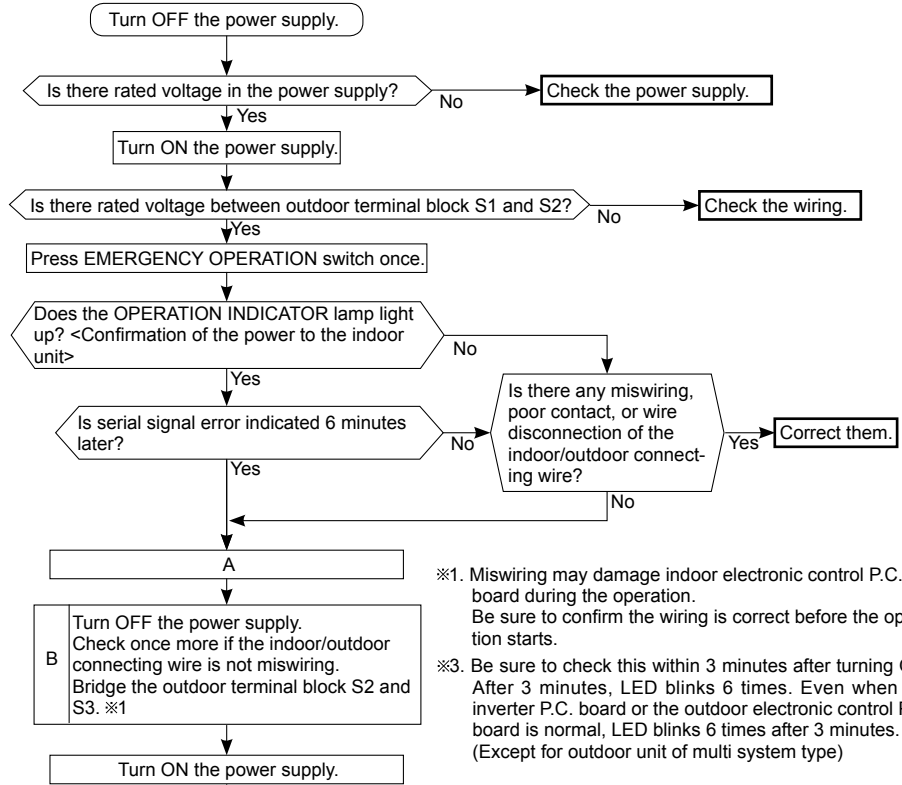 Turn OFF the power supply.
Is there rated voltage in the power supply?
No
Check the power supply.
Yes
Turn ON the power supply.
Is there rated voltage between outdoor terminal block S1 and S2?
No
Check the wiring.
Yes
Press EMERGENCY OPERATION switch once.
Does the OPERATION INDICATOR lamp light
up? <Confirmation of the power to the indoor
unit>
No
Yes
Is serial signal error indicated 6 minutes
later?
No
Is there any miswiring,
poor contact, or wire
disconnection of the
indoor/outdoor connect-
ing wire?
Yes
Correct them.
Yes
No
A
B
Turn OFF the power supply.
Check once more if the indoor/outdoor
connecting wire is not miswiring.
Bridge the outdoor terminal block S2 and
S3. ※1
Turn ON the power supply.
※1. Miswiring may damage indoor electronic control P.C.
board during the operation.
Be sure to confirm the wiring is correct before the
tion starts.
※3. Be sure to check this within 3 minutes after turning
After 3 minutes, LED blinks 6 times. Even when
inverter P.C. board or the outdoor electronic control
board is normal, LED blinks 6 times after 3 minutes.
(Except for outdoor unit of multi system type)